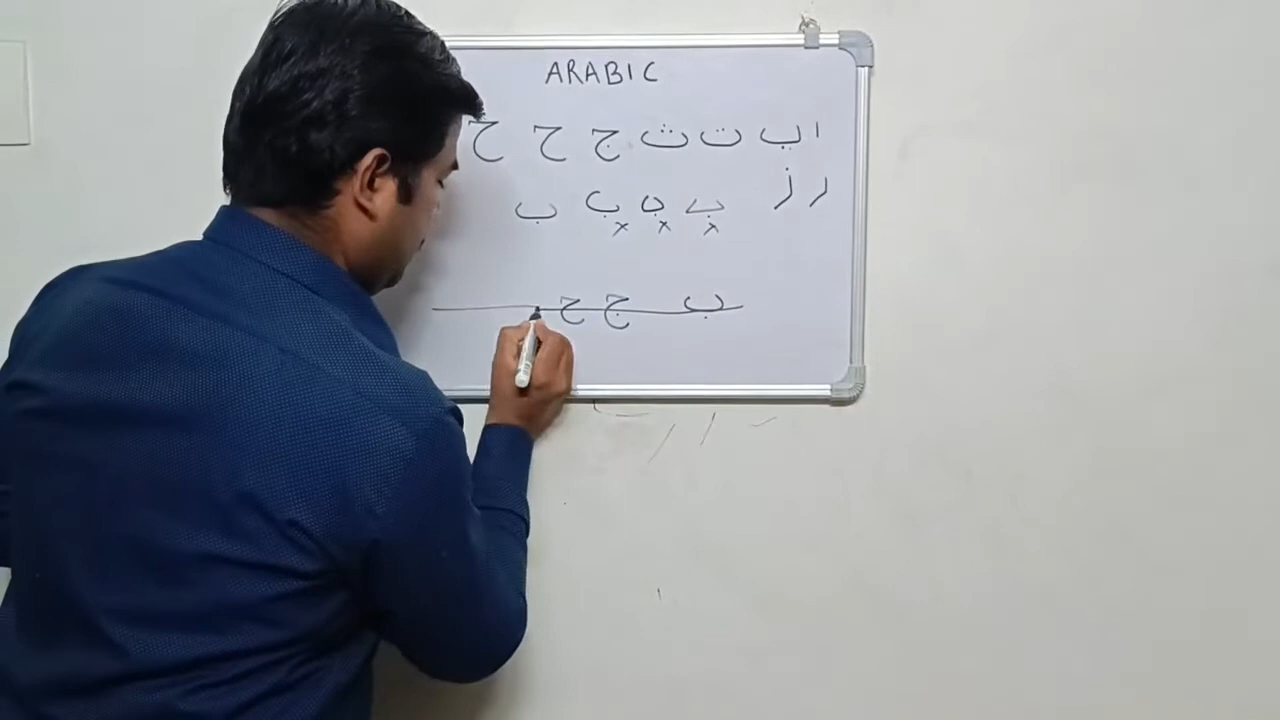 ARABIC
ا ب ت ث ج ح ح
ر ز
ب ب ب ب
x x x
ب ج ح